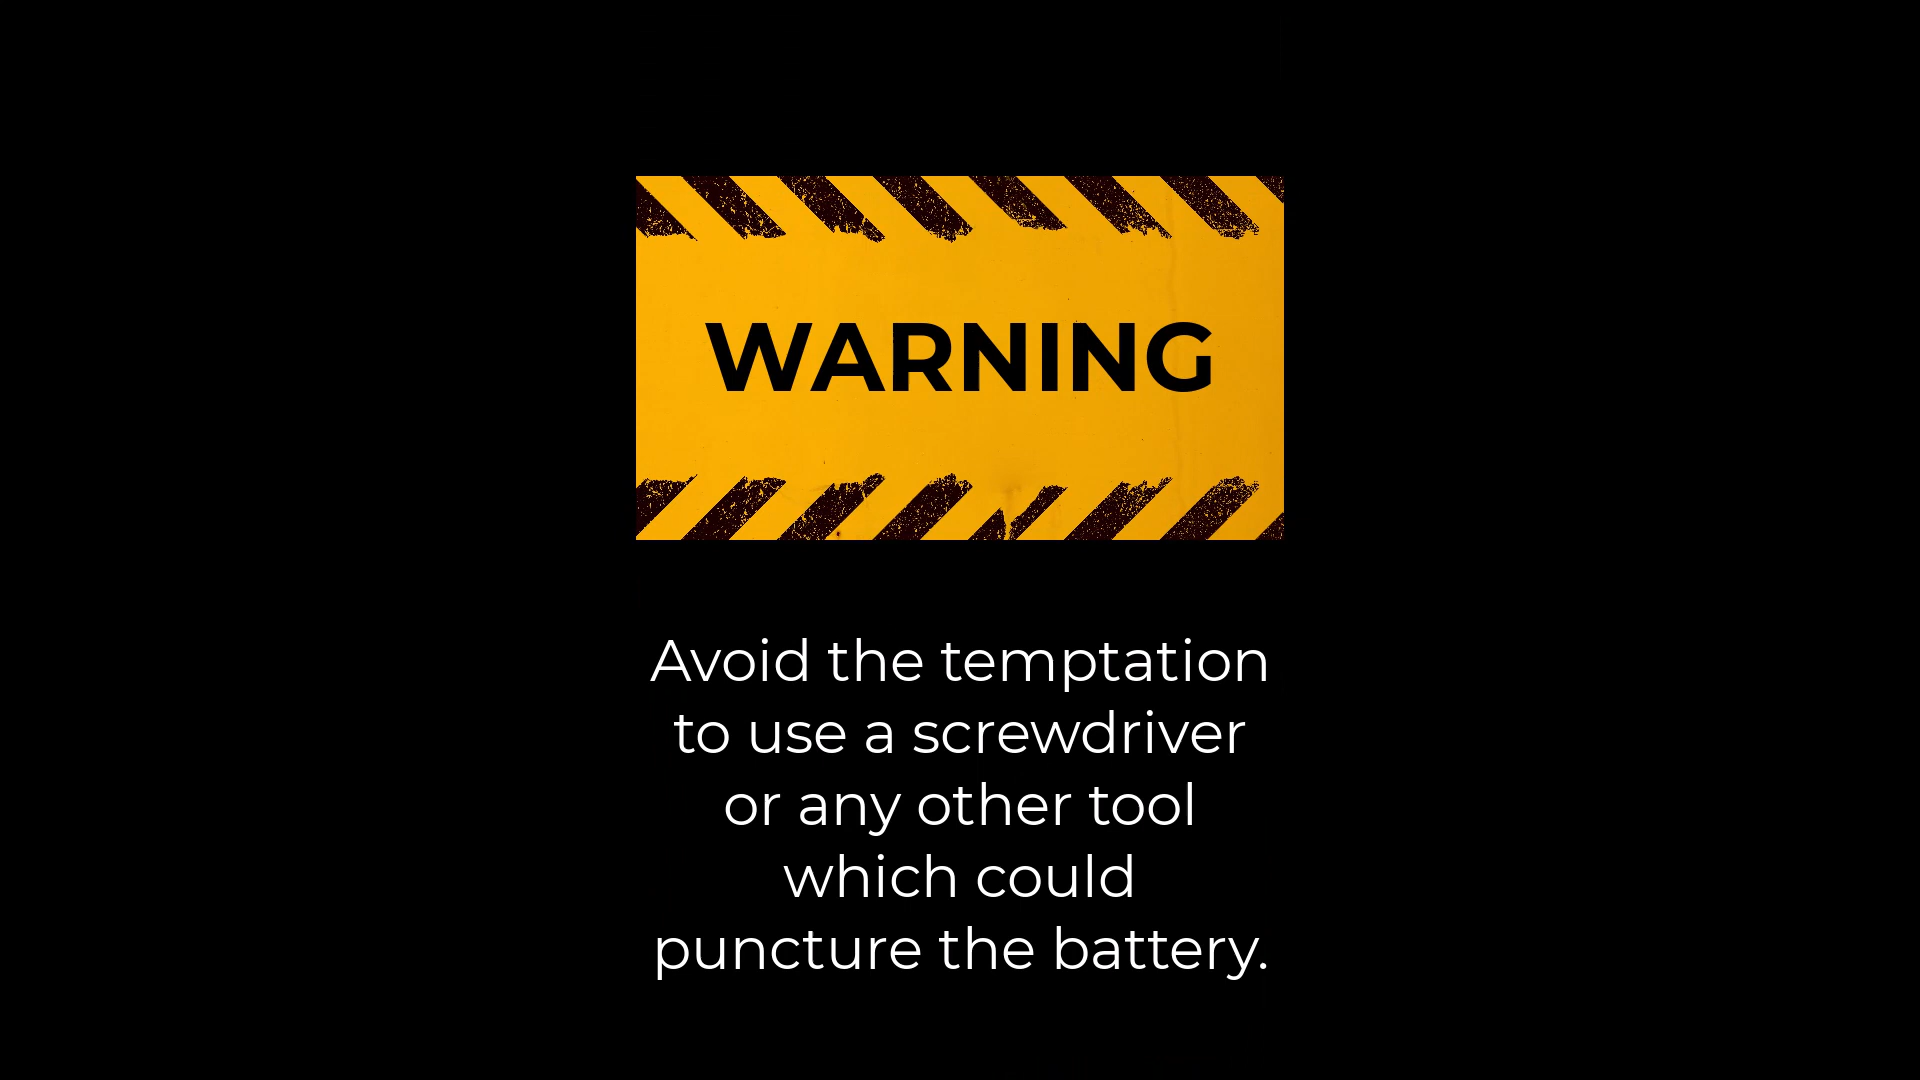 WARNING
Avoid the temptation
to use a screwdriver
or any other tool
which could
puncture the battery.